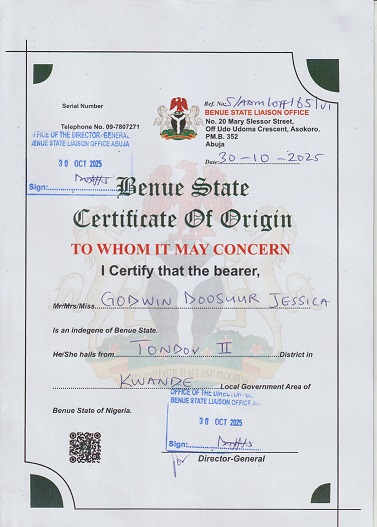 Serial Number
Telephone No. 09-7807271
Ref. No: S/ADM/LOFF/185/VI
BENUE STATE LIAISON OFFICE
No. 20 Mary Slessor Street,
Off Udo Udoma Crescent, Asokoro.
PM.B. 352
Abuja
Date: 30-10-2025
OFFICE OF THE DIRECTOR-GENERAL
BENUE STATE LIAISON OFFICE ABUJA
30 OCT 2025
Sign:
Benue State
Certificate Of Origin
TO WHOM IT MAY CONCERN
I Certify that the bearer,
Mr/Mrs/Miss GODWIN DOOSUUR JESSICA
Is an indegene of Benue State.
He/She hails from TONDOV II District in
KWANDE Local Government Area of
Benue State of Nigeria.
OFFICE OF THE DIRECTOR-GE
BENUE STATE LIAISON OFFICE A
30 OCT 2025
Sign:
for Director-General